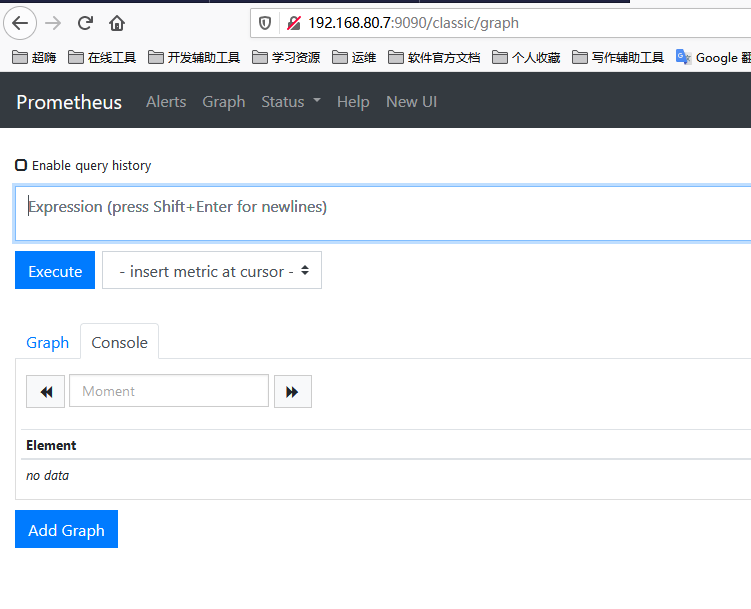 192.168.80.7:9090/classic/graph
超嗨 在线工具 开发辅助工具 学习资源 运维 软件官方文档 个人收藏 写作辅助工具 Google 翻
Prometheus Alerts Graph Status Help New UI
Enable query history
Expression (press Shift+Enter for newlines)
Execute - insert metric at cursor -
Graph Console
Moment
Element
no data
Add Graph